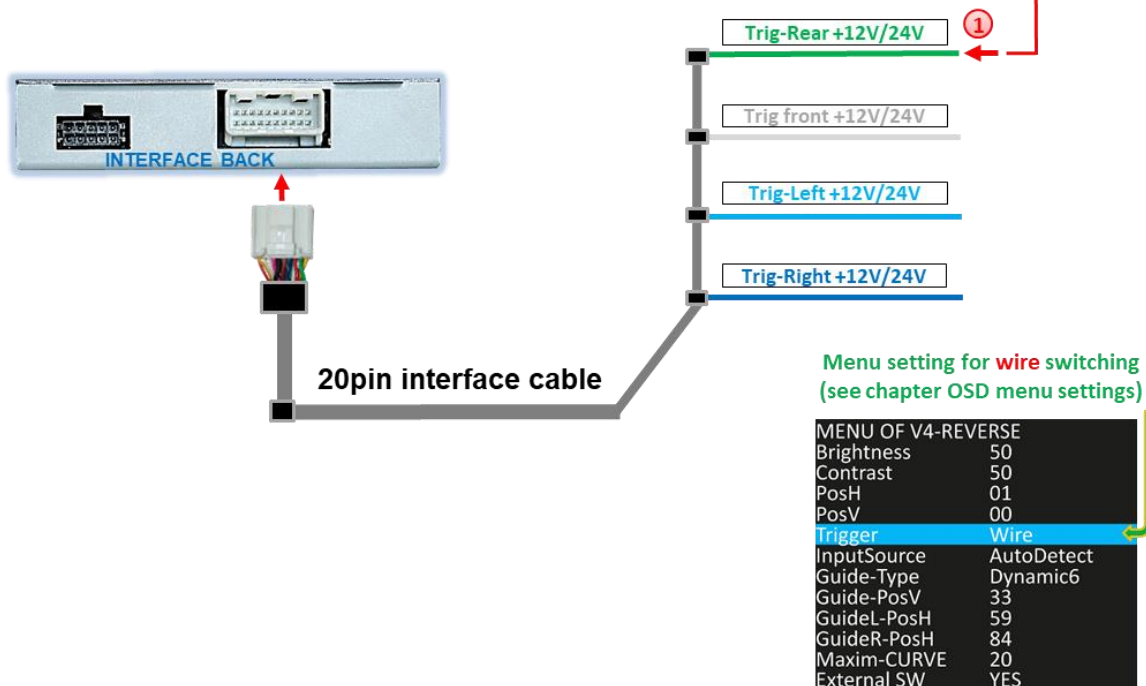 Trig-Rear +12V/24V
1
Trig front +12V/24V
INTERFACE BACK
Trig-Left +12V/24V
Trig-Right +12V/24V
20pin interface cable
Menu setting for wire switching
(see chapter OSD menu settings)
MENU OF V4-REVERSE
Brightness 50
Contrast 50
PosH 01
PosV 00
Trigger Wire
InputSource AutoDetect
Guide-Type Dynamic6
Guide-PosV 33
GuideL-PosH 59
GuideR-PosH 84
Maxim-CURVE 20
External SW YES